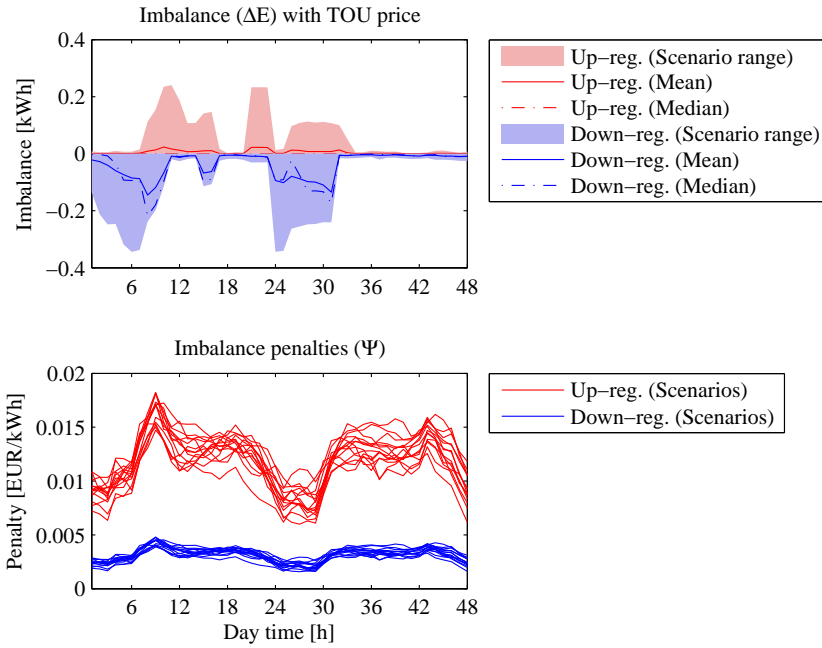 Imbalance (ΔE) with TOU price
0.4
0.2
0
−0.2
−0.4
Imbalance [kWh]
6 12 18 24 30 36 42 48
Up−reg. (Scenario range)
Up−reg. (Mean)
Up−reg. (Median)
Down−reg. (Scenario range)
Down−reg. (Mean)
Down−reg. (Median)
Imbalance penalties (Ψ)
0.02
0.015
0.01
0.005
0
Penalty [EUR/kWh]
6 12 18 24 30 36 42 48
Day time [h]
Up−reg. (Scenarios)
Down−reg. (Scenarios)